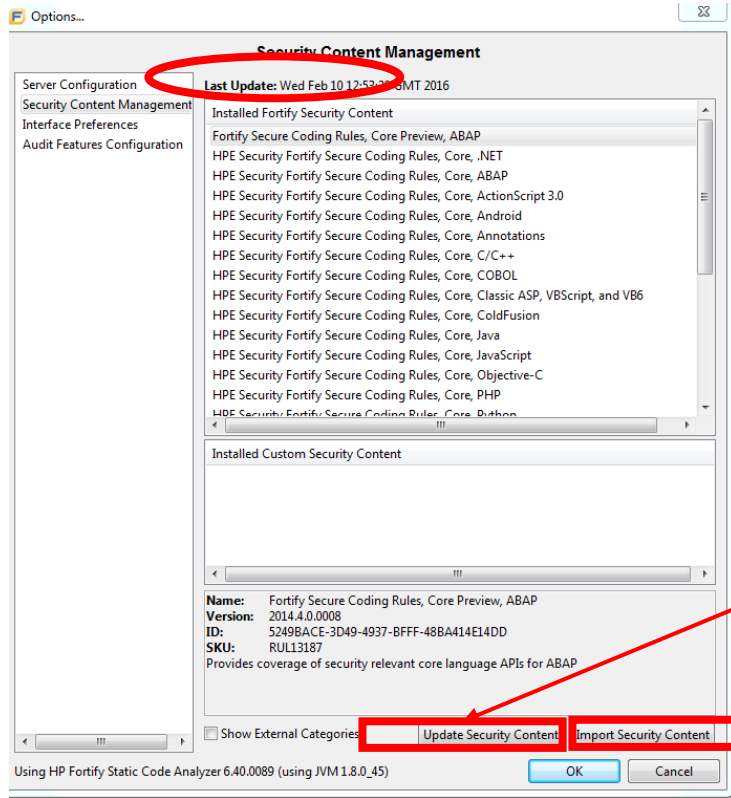 Options...
Security Content Management
Server Configuration
Security Content Management
Interface Preferences
Audit Features Configuration
Last Update: Wed Feb 10 12:53: GMT 2016
Installed Fortify Security Content
Fortify Secure Coding Rules, Core Preview, ABAP
HPE Security Fortify Secure Coding Rules, Core, .NET
HPE Security Fortify Secure Coding Rules, Core, ABAP
HPE Security Fortify Secure Coding Rules, Core, ActionScript 3.0
HPE Security Fortify Secure Coding Rules, Core, Android
HPE Security Fortify Secure Coding Rules, Core, Annotations
HPE Security Fortify Secure Coding Rules, Core, C/C++
HPE Security Fortify Secure Coding Rules, Core, COBOL
HPE Security Fortify Secure Coding Rules, Core, Classic ASP, VBScript, and VB6
HPE Security Fortify Secure Coding Rules, Core, ColdFusion
HPE Security Fortify Secure Coding Rules, Core, Java
HPE Security Fortify Secure Coding Rules, Core, JavaScript
HPE Security Fortify Secure Coding Rules, Core, Objective-C
HPE Security Fortify Secure Coding Rules, Core, PHP
HPE Security Fortify Secure Coding Rules, Core, Python
Installed Custom Security Content
Name: Fortify Secure Coding Rules, Core Preview, ABAP
Version: 2014.4.0.0008
ID: 5249BACE-3D49-4937-BFFF-48BA414E14DD
SKU: RUL13187
Provides coverage of security relevant core language APIs for ABAP
Show External Categories
Update Security Content
Import Security Content
Using HP Fortify Static Code Analyzer 6.40.0089 (using JVM 1.8.0_45)
OK
Cancel